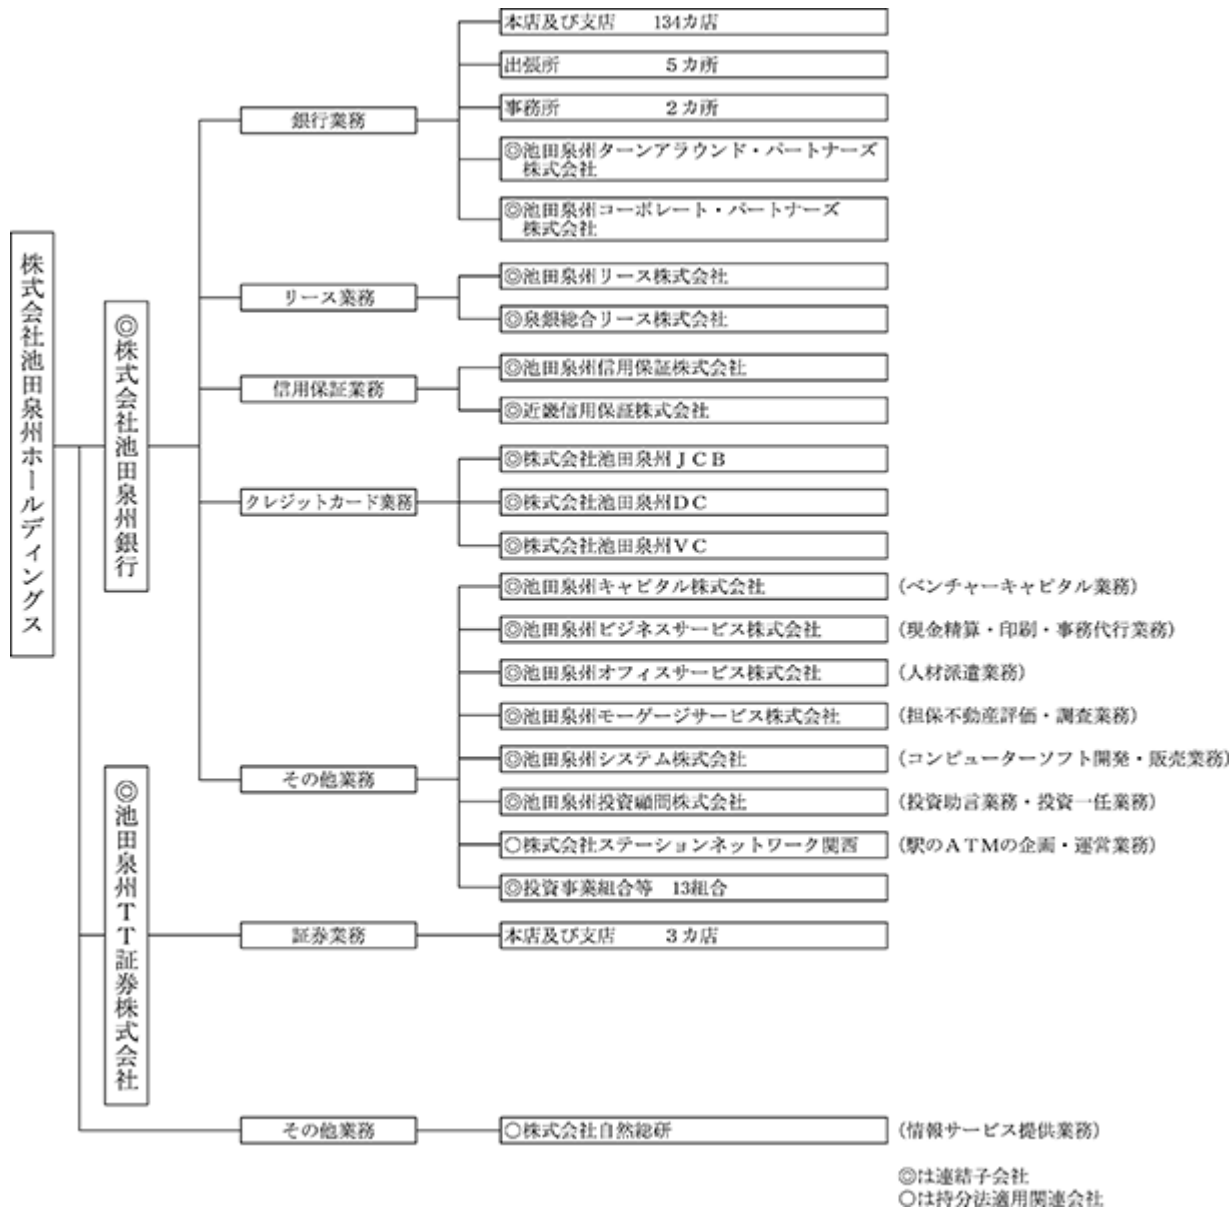 株式会社池田泉州ホールディングス
◎株式会社池田泉州銀行
銀行業務
本店及び支店 134カ店
出張所 5カ所
事務所 2カ所
◎池田泉州ターンアラウンド・パートナーズ
株式会社
◎池田泉州コーポレート・パートナーズ
株式会社
リース業務
◎池田泉州リース株式会社
◎泉銀総合リース株式会社
信用保証業務
◎池田泉州信用保証株式会社
◎近畿信用保証株式会社
クレジットカード業務
◎株式会社池田泉州JCB
◎株式会社池田泉州DC
◎株式会社池田泉州VC
その他業務
◎池田泉州キャピタル株式会社 (ベンチャーキャピタル業務)
◎池田泉州ビジネスサービス株式会社 (現金精算・印刷・事務代行業務)
◎池田泉州オフィスサービス株式会社 (人材派遣業務)
◎池田泉州モーゲージサービス株式会社 (担保不動産評価・調査業務)
◎池田泉州システム株式会社 (コンピューターソフト開発・販売業務)
◎池田泉州投資顧問株式会社 (投資助言業務・投資一任業務)
○株式会社ステーションネットワーク関西 (駅のATMの企画・運営業務)
◎投資事業組合等 13組合
◎池田泉州TT証券株式会社
証券業務
本店及び支店 3カ店
その他業務
○株式会社自然総研 (情報サービス提供業務)
◎は連結子会社
○は持分法適用関連会社